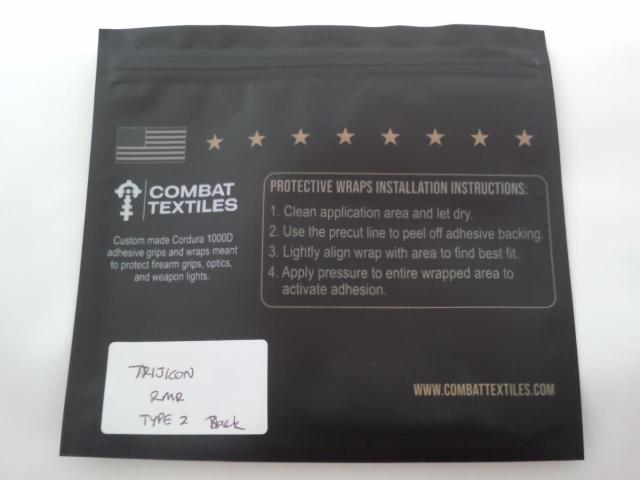 COMBAT
TEXTILES
Custom made Cordura 1000D
adhesive grips and wraps meant
to protect firearm grips, optics,
and weapon lights.
PROTECTIVE WRAPS INSTALLATION INSTRUCTIONS:
1. Clean application area and let dry.
2. Use the precut line to peel off adhesive backing.
3. Lightly align wrap with area to find best fit.
4. Apply pressure to entire wrapped area to
activate adhesion.
TRIJICON
RMR
TYPE 2 Black
WWW.COMBATTEXTILES.COM